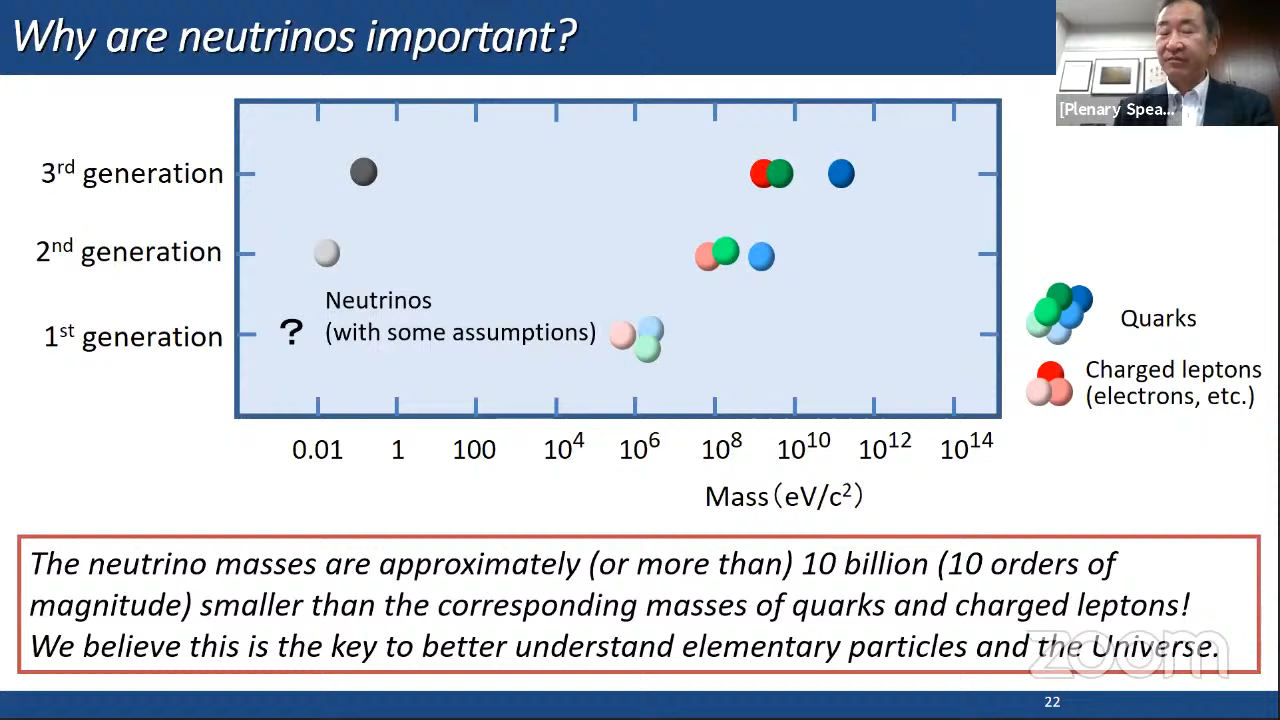 Why are neutrinos important?
[Plenary Spea...
3rd generation
2nd generation
Neutrinos
(with some assumptions)
?
1st generation
Quarks
Charged leptons
(electrons, etc.)
0.01 1 100 10⁴ 10⁶ 10⁸ 10¹⁰ 10¹² 10¹⁴
Mass(eV/c²)
The neutrino masses are approximately (or more than) 10 billion (10 orders of
magnitude) smaller than the corresponding masses of quarks and charged leptons!
We believe this is the key to better understand elementary particles and the Universe.
zoom
22